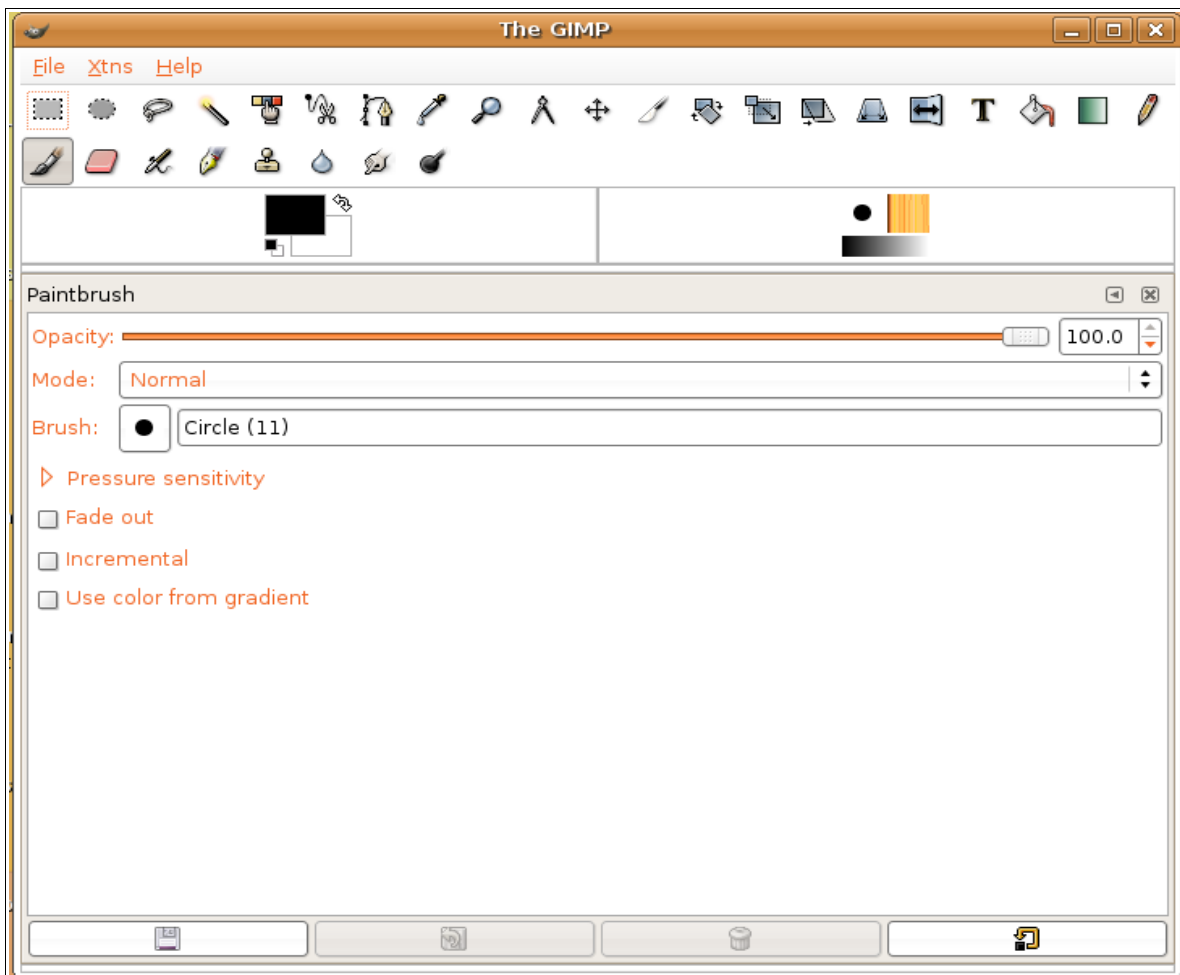 The GIMP
File Xtns Help
Paintbrush
Opacity: 100.0
Mode: Normal
Brush: Circle (11)
Pressure sensitivity
Fade out
Incremental
Use color from gradient